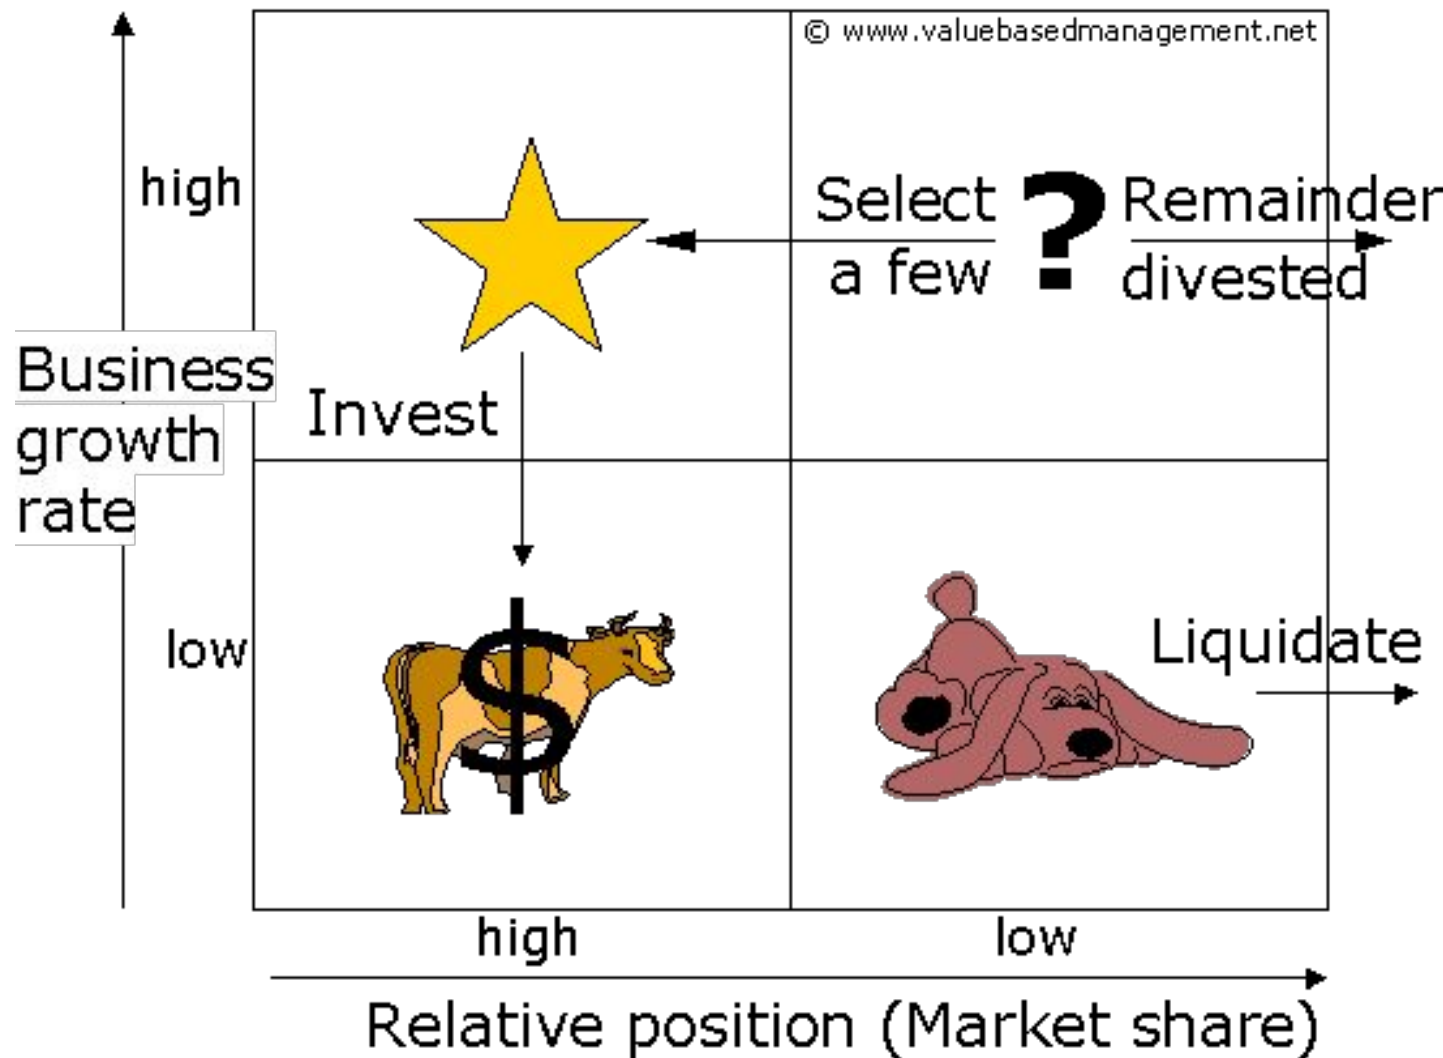 © www.valuebasedmanagement.net
high
Select
a few
?
Remainder
divested
Business
growth
rate
Invest
low
$
Liquidate
high
low
Relative position (Market share)